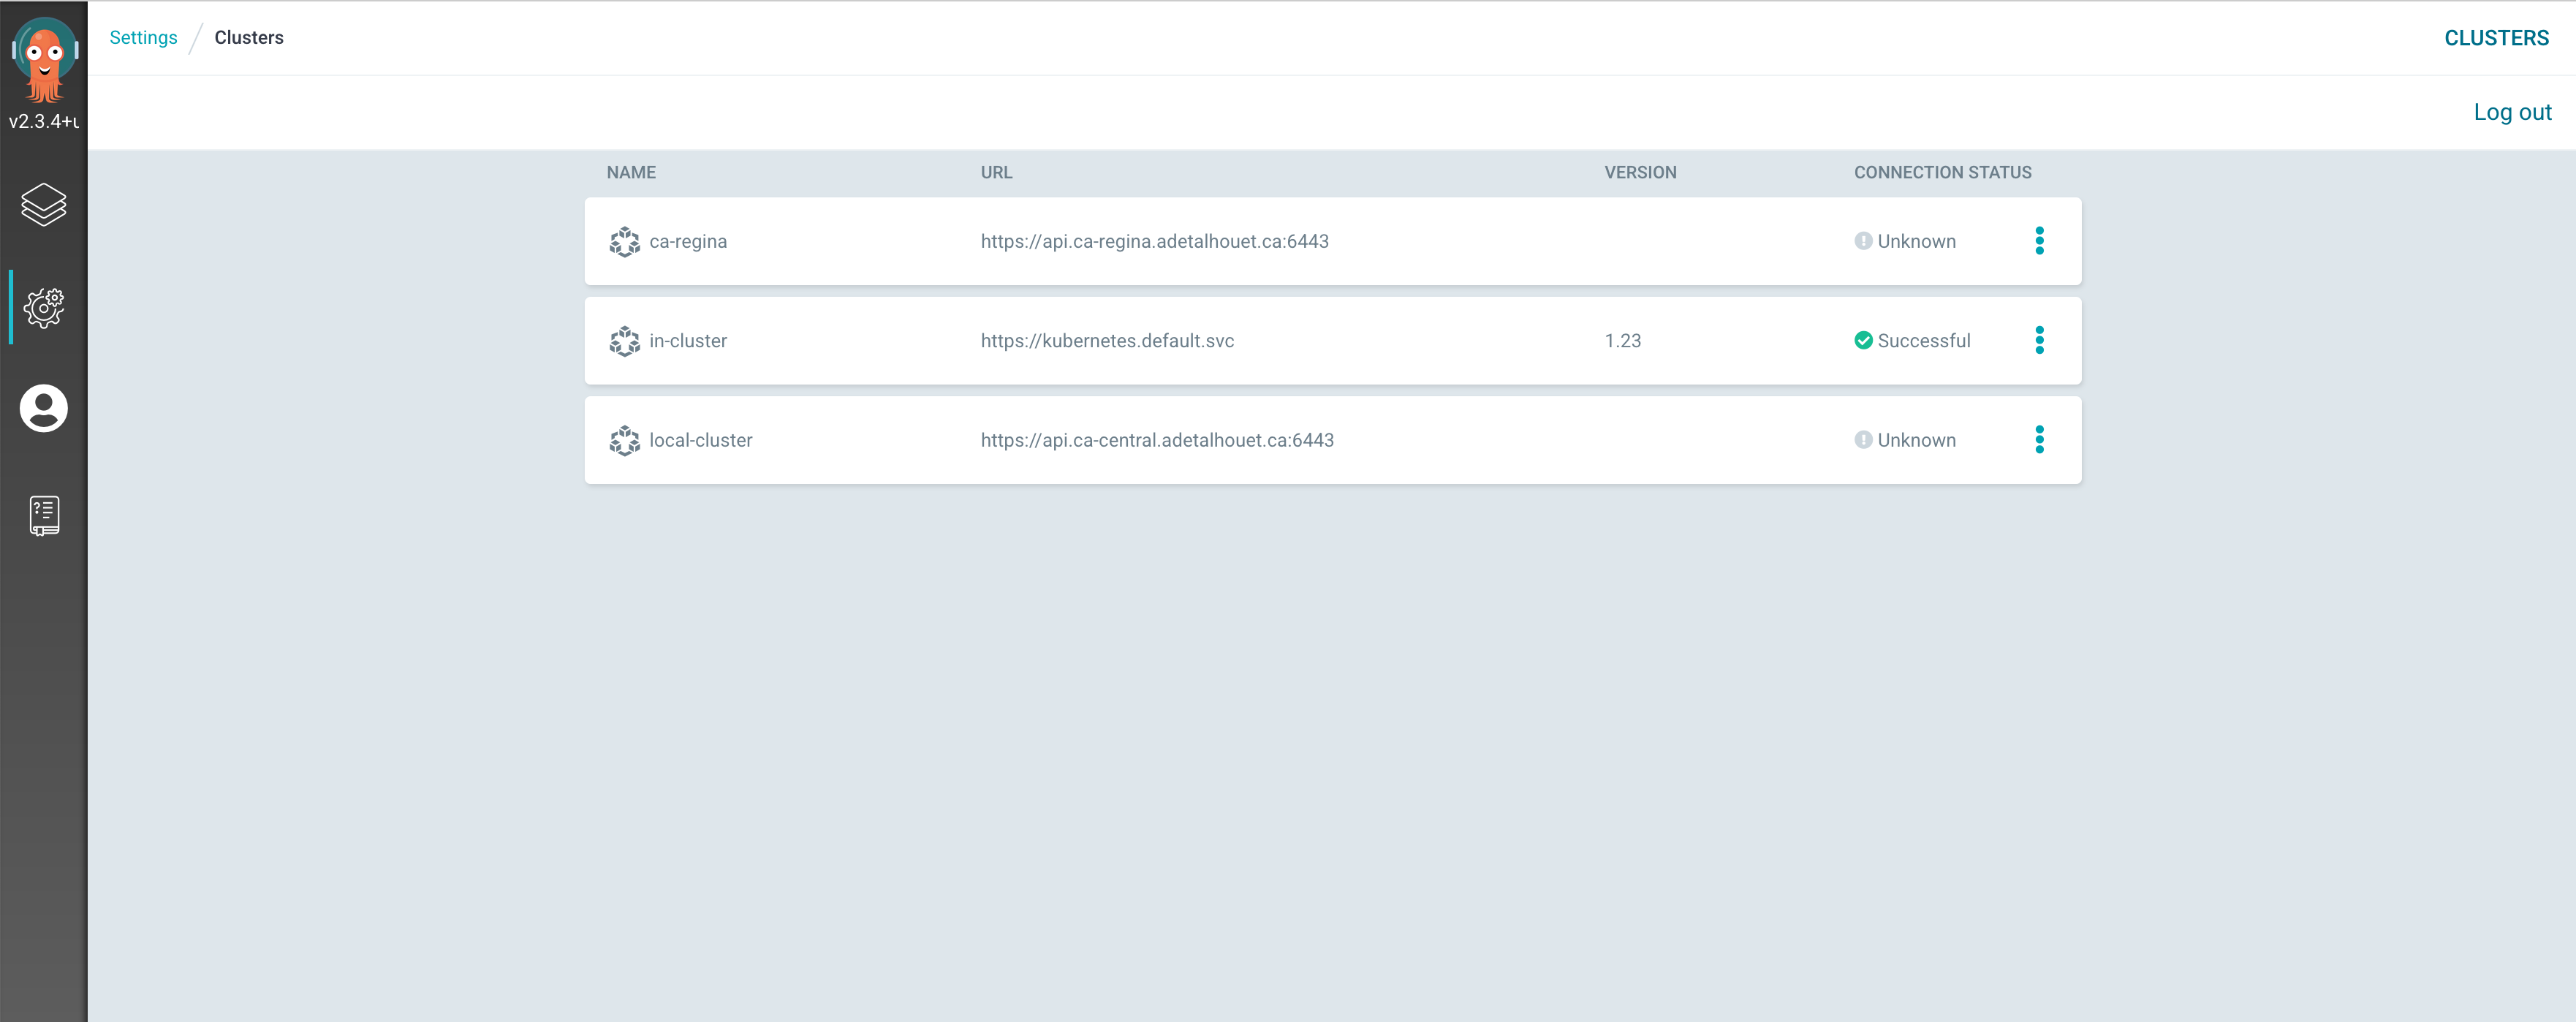 Settings / Clusters
CLUSTERS
v2.3.4+u
Log out
NAME URL VERSION CONNECTION STATUS
ca-regina https://api.ca-regina.adetalhouet.ca:6443 Unknown
in-cluster https://kubernetes.default.svc 1.23 Successful
local-cluster https://api.ca-central.adetalhouet.ca:6443 Unknown